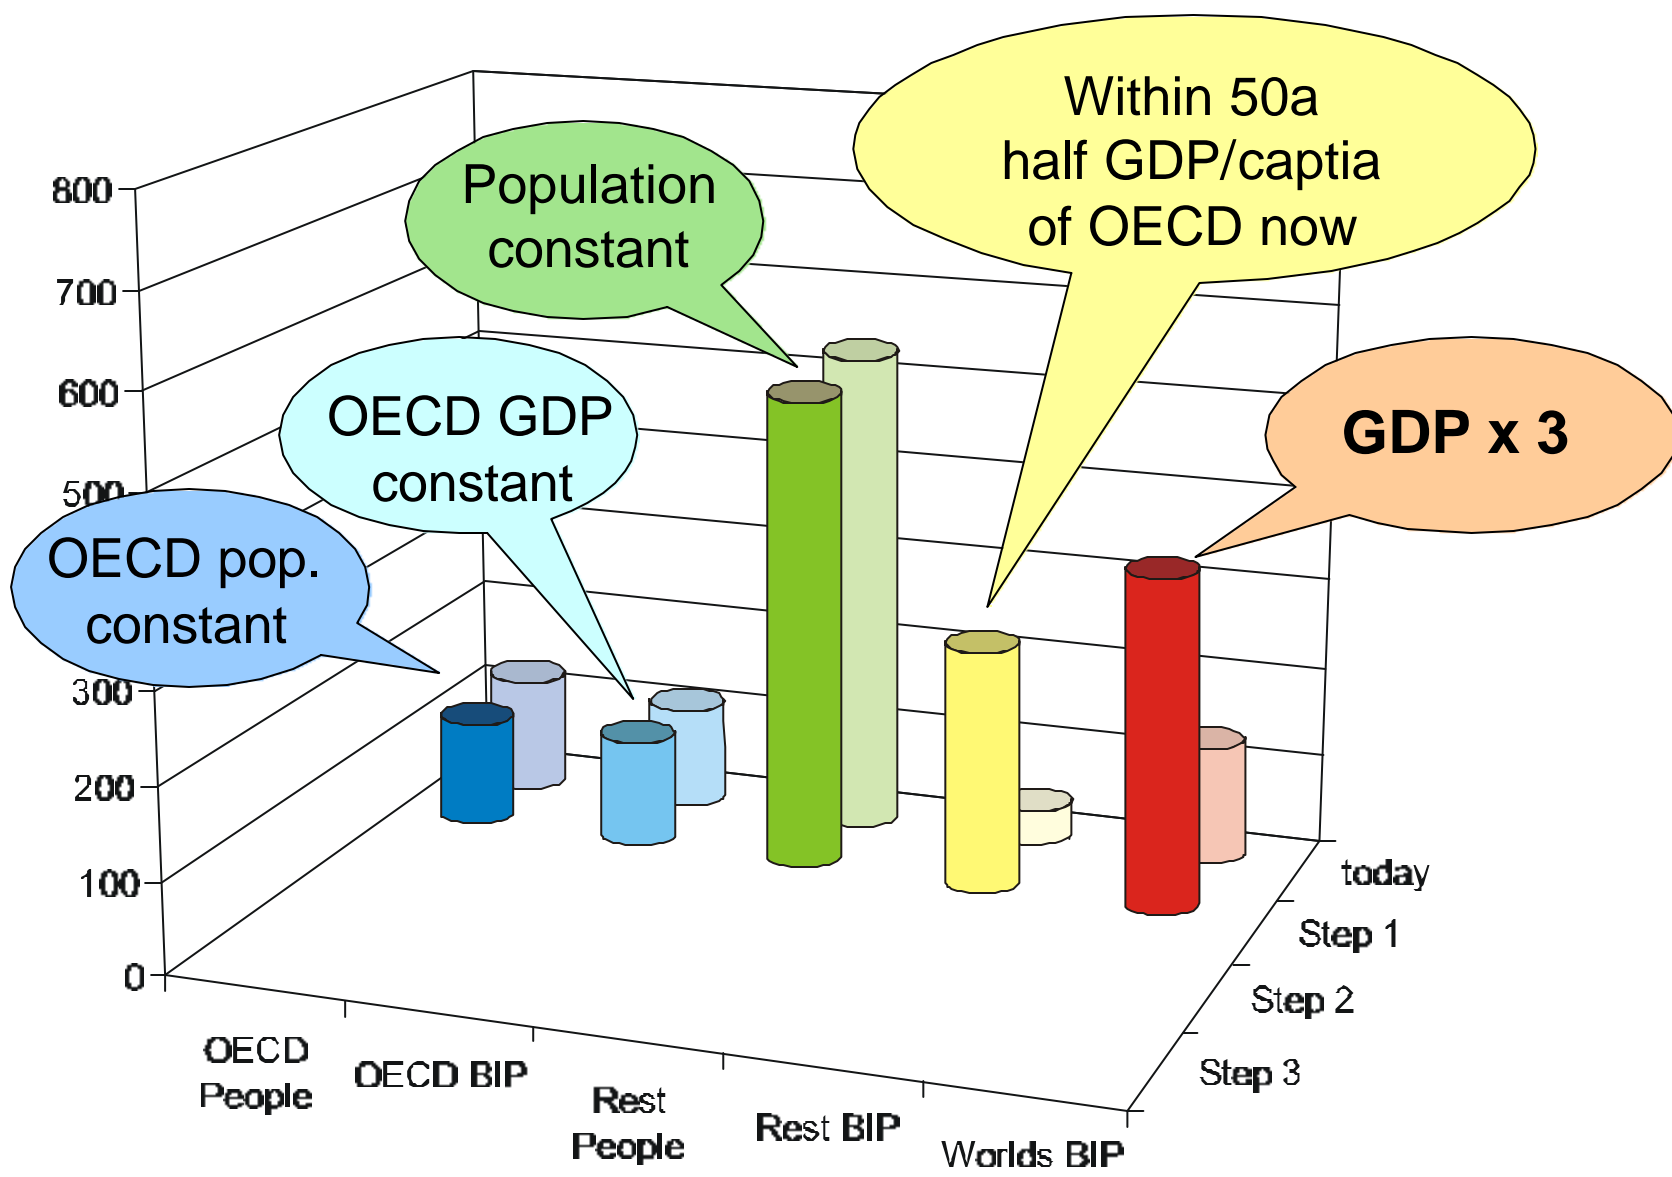 Within 50a
half GDP/captia
of OECD now
Population
constant
GDP x 3
OECD GDP
constant
OECD pop.
constant
800
700
600
500
300
200
100
0
today
Step 1
Step 2
Step 3
OECD
People
OECD BIP
Rest
People
Rest BIP
Worlds BIP